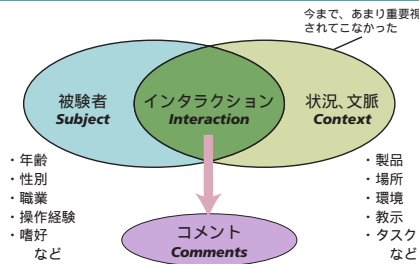 今まで、あまり重要視
されてこなかった
被験者
Subject
インタラクション
Interaction
状況、文脈
Context
・年齢
・性別
・職業
・操作経験
・嗜好
など
・製品
・場所
・環境
・教示
・タスク
など
コメント
Comments